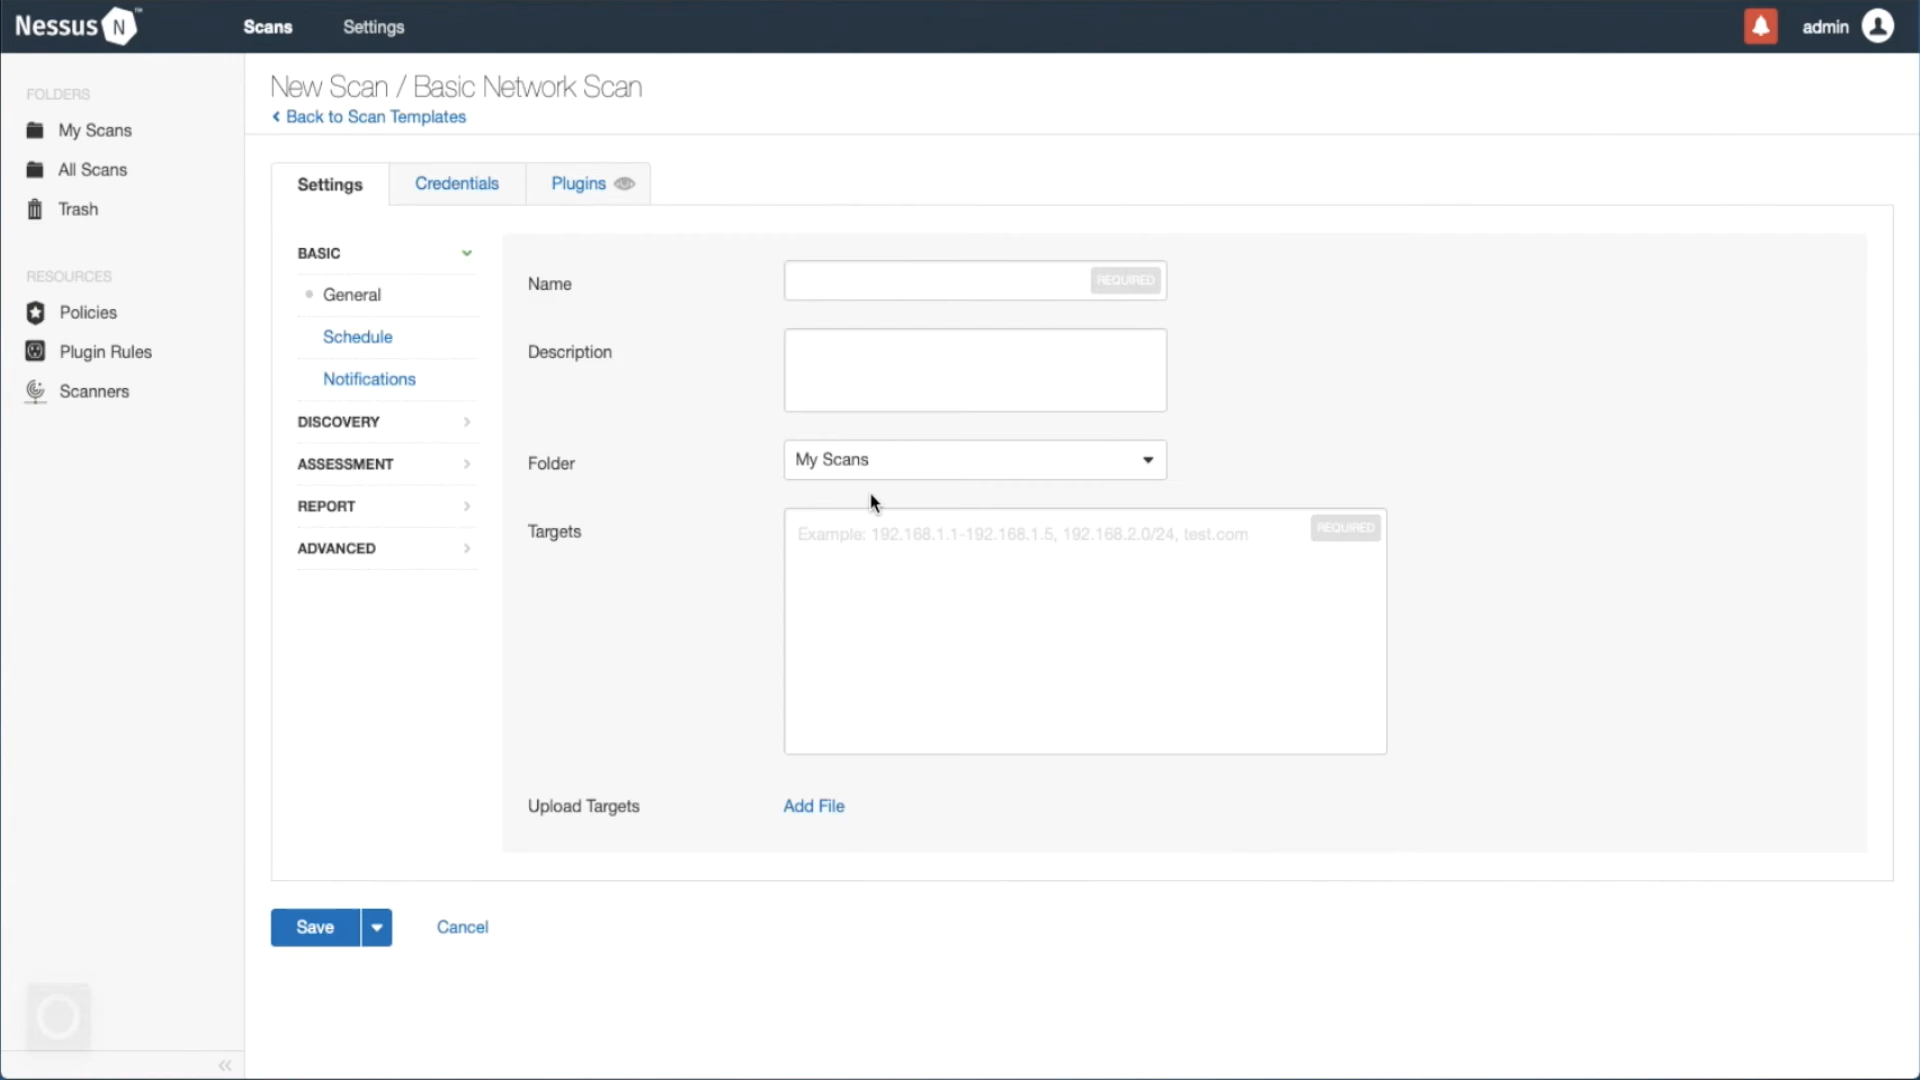 Nessus N ™
Scans
Settings
admin
FOLDERS
My Scans
All Scans
Trash
RESOURCES
Policies
Plugin Rules
Scanners
New Scan / Basic Network Scan
Back to Scan Templates
Settings
Credentials
Plugins
BASIC
General
Schedule
Notifications
DISCOVERY
ASSESSMENT
REPORT
ADVANCED
Name
REQUIRED
Description
Folder
My Scans
Targets
Example: 192.168.1.1-192.168.1.5, 192.168.2.0/24, test.com
REQUIRED
Upload Targets
Add File
Save
Cancel